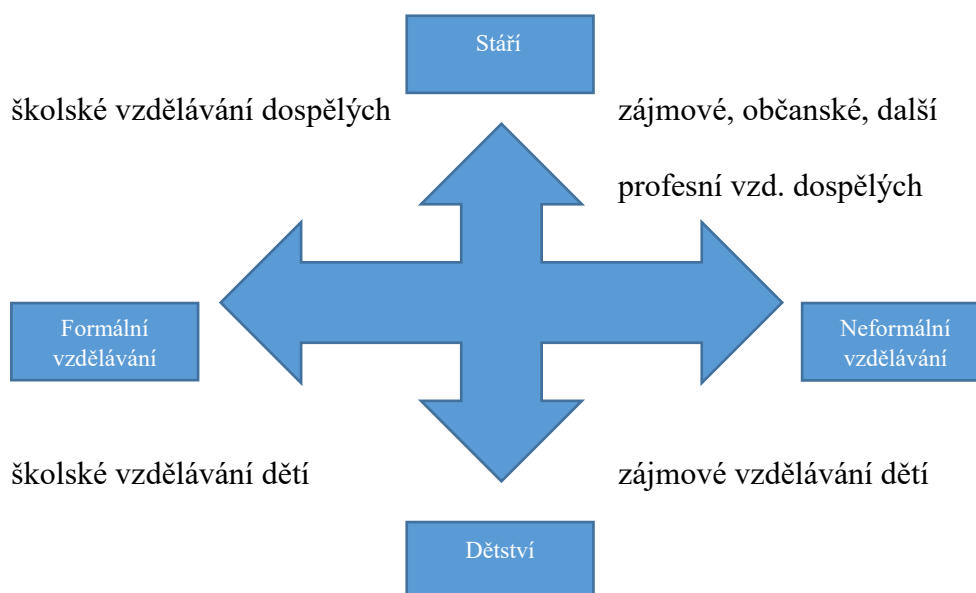 Stáří
školské vzdělávání dospělých
zájmové, občanské, další
profesní vzd. dospělých
Formální
vzdělávání
Neformální
vzdělávání
školské vzdělávání dětí
zájmové vzdělávání dětí
Dětství